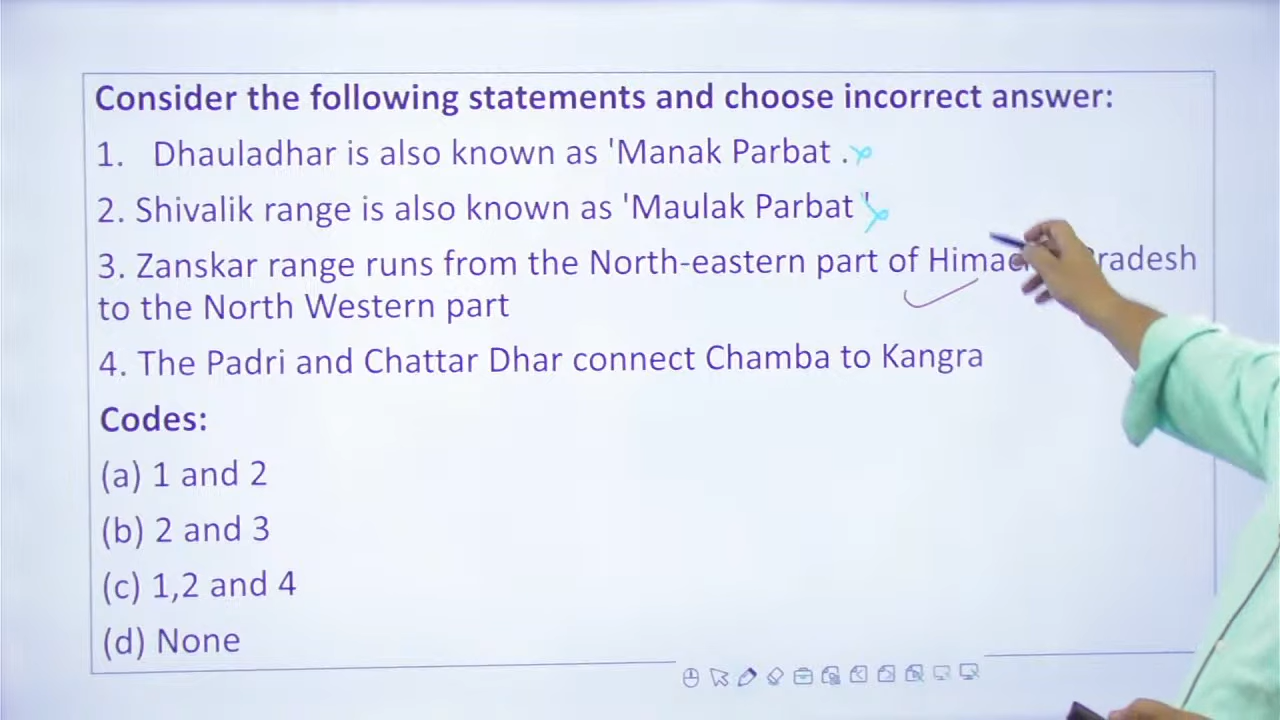 Consider the following statements and choose incorrect answer:
1. Dhauladhar is also known as 'Manak Parbat .
2. Shivalik range is also known as 'Maulak Parbat '
3. Zanskar range runs from the North-eastern part of
to the North Western part
4. The Padri and Chattar Dhar connect Chamba to Kangra
Codes:
(a) 1 and 2
(b) 2 and 3
(c) 1,2 and 4
(d) None